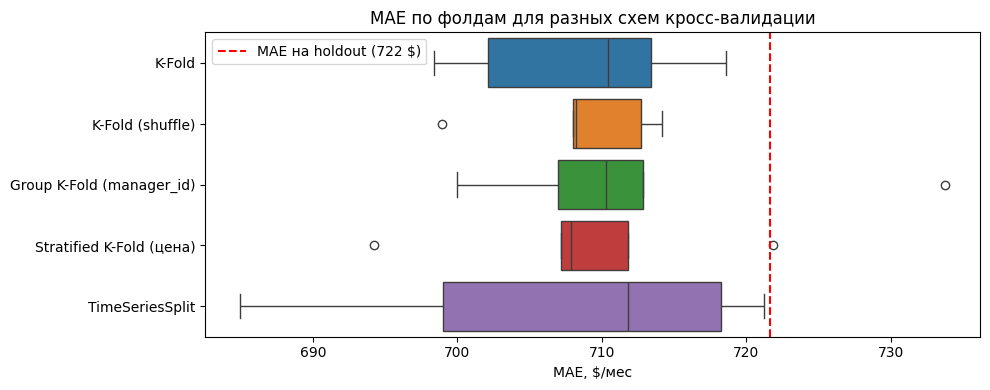 MAE по фолдам для разных схем кросс-валидации
MAE на holdout (722 $)
K-Fold
K-Fold (shuffle)
Group K-Fold (manager_id)
Stratified K-Fold (цена)
TimeSeriesSplit
690 700 710 720 730
MAE, $/мес